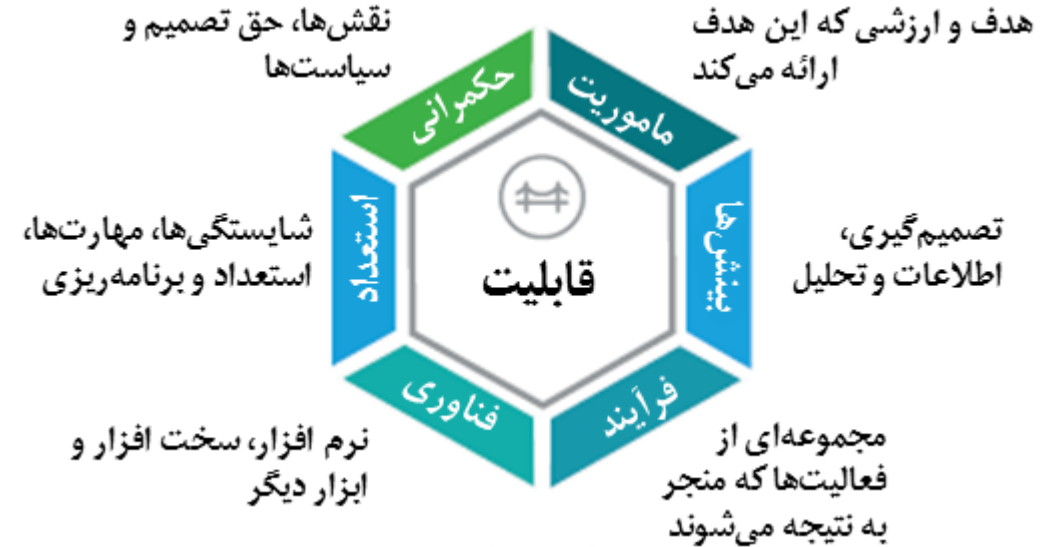 هدف و ارزشی که این هدف
ارائه می‌کند
ماموریت
نقش‌ها، حق تصمیم و
سیاست‌ها
حکمرانی
تصمیم‌گیری،
اطلاعات و تحلیل
بینش‌ها
قابلیت
استعداد
شایستگی‌ها، مهارت‌ها،
استعداد و برنامه‌ریزی
مجموعه‌ای از
فعالیت‌ها که منجر
به نتیجه می‌شوند
فرآیند
فناوری
نرم افزار، سخت افزار و
ابزار دیگر